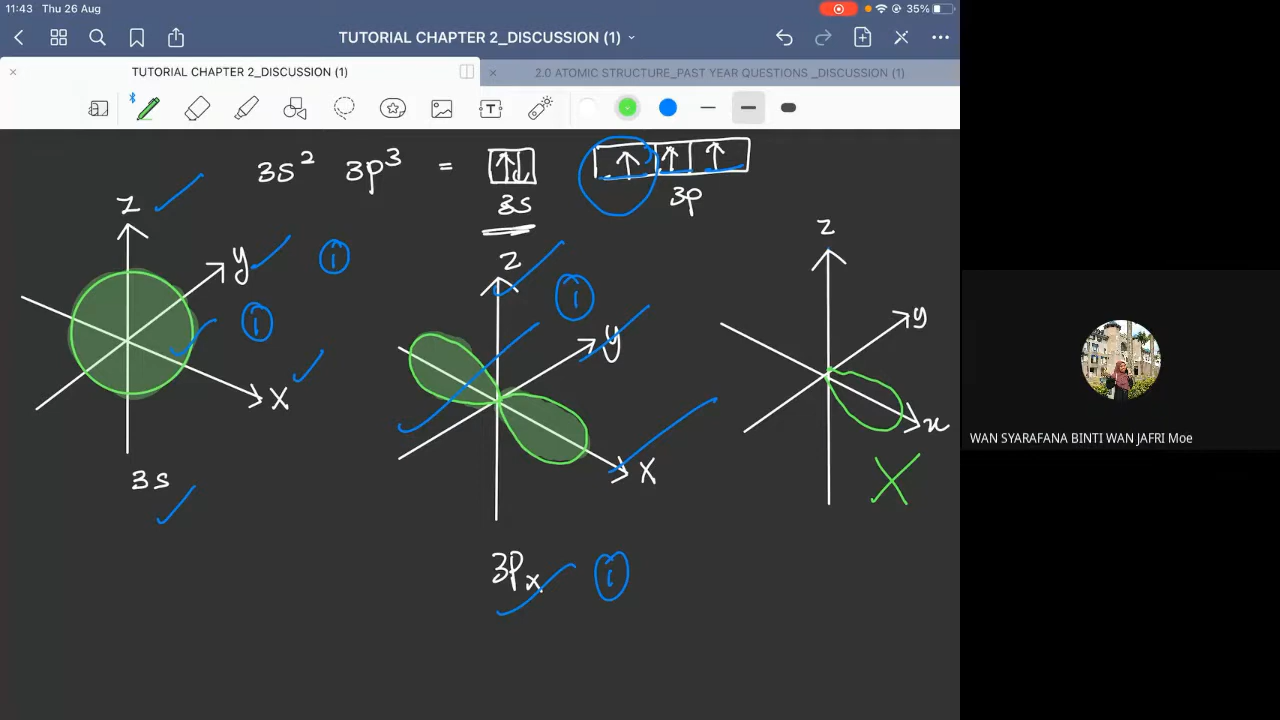 11:43 Thu 26 Aug
35%
TUTORIAL CHAPTER 2_DISCUSSION (1)
TUTORIAL CHAPTER 2_DISCUSSION (1)
2.0 ATOMIC STRUCTURE_PAST YEAR QUESTIONS _DISCUSSION (1)
T
3s² 3p³ = ↑↓ ↑ ↑ ↑
3s 3p
z
y
1
1
x
3s
z
1
y
x
3pₓ 1
z
y
x
X
WAN SYARAFANA BINTI WAN JAFRI Moe